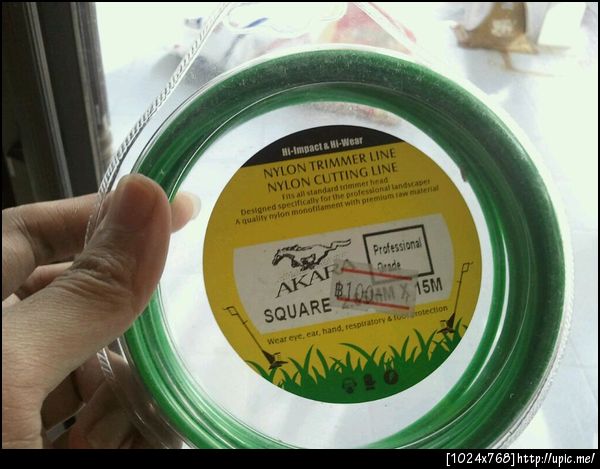 Hi-Impact & Hi-Wear
NYLON TRIMMER LINE
NYLON CUTTING LINE
Fits all standard trimmer head
Designed specifically for the professional landscaper
A quality nylon monofilament with premium raw material
Professional
Grade
SQUARE
฿100
M X 15M
Wear eye, ear, hand, respiratory & foot protection
[1024x768]http://upic.me/